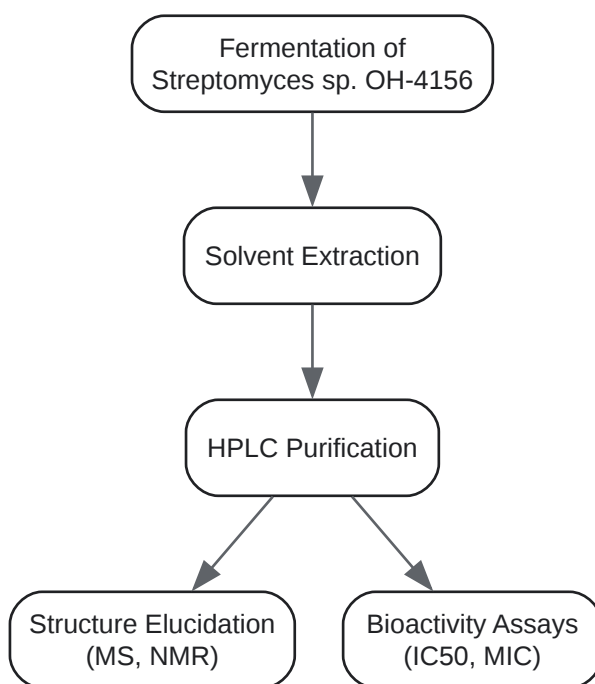 Fermentation of
Streptomyces sp. OH-4156
Solvent Extraction
HPLC Purification
Structure Elucidation
(MS, NMR)
Bioactivity Assays
(IC50, MIC)